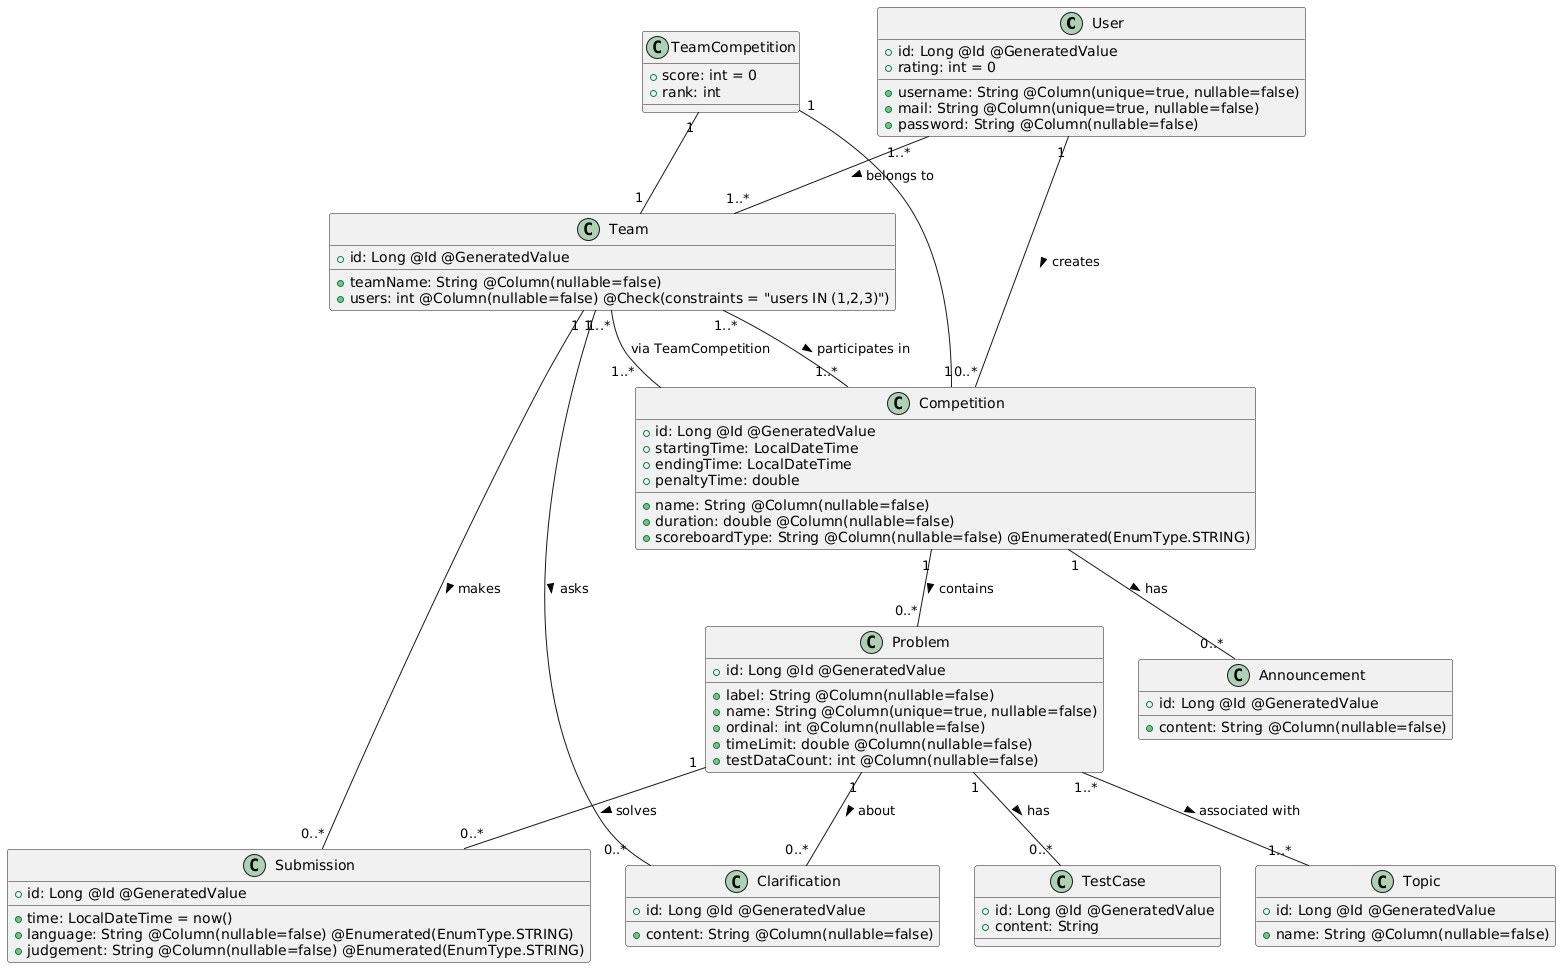 C User
id: Long @Id @GeneratedValue
rating: int = 0
username: String @Column(unique=true, nullable=false)
mail: String @Column(unique=true, nullable=false)
password: String @Column(nullable=false)
C TeamCompetition
score: int = 0
rank: int
1
1
1..*
1
belongs to
1
1..*
C Team
id: Long @Id @GeneratedValue
teamName: String @Column(nullable=false)
users: int @Column(nullable=false) @Check(constraints = "users IN (1,2,3)")
creates
1
1
1..*
1..*
via TeamCompetition
participates in
1..*
1..*
1
0..*
C Competition
id: Long @Id @GeneratedValue
startingTime: LocalDateTime
endingTime: LocalDateTime
penaltyTime: double
name: String @Column(nullable=false)
duration: double @Column(nullable=false)
scoreboardType: String @Column(nullable=false) @Enumerated(EnumType.STRING)
1
1
makes
asks
contains
has
0..*
0..*
C Problem
id: Long @Id @GeneratedValue
label: String @Column(nullable=false)
name: String @Column(unique=true, nullable=false)
ordinal: int @Column(nullable=false)
timeLimit: double @Column(nullable=false)
testDataCount: int @Column(nullable=false)
C Announcement
id: Long @Id @GeneratedValue
content: String @Column(nullable=false)
1
1
1
1..*
solves
about
has
associated with
0..*
0..*
0..*
0..*
0..*
1..*
C Submission
id: Long @Id @GeneratedValue
time: LocalDateTime = now()
language: String @Column(nullable=false) @Enumerated(EnumType.STRING)
judgement: String @Column(nullable=false) @Enumerated(EnumType.STRING)
C Clarification
id: Long @Id @GeneratedValue
content: String @Column(nullable=false)
C TestCase
id: Long @Id @GeneratedValue
content: String
C Topic
id: Long @Id @GeneratedValue
name: String @Column(nullable=false)